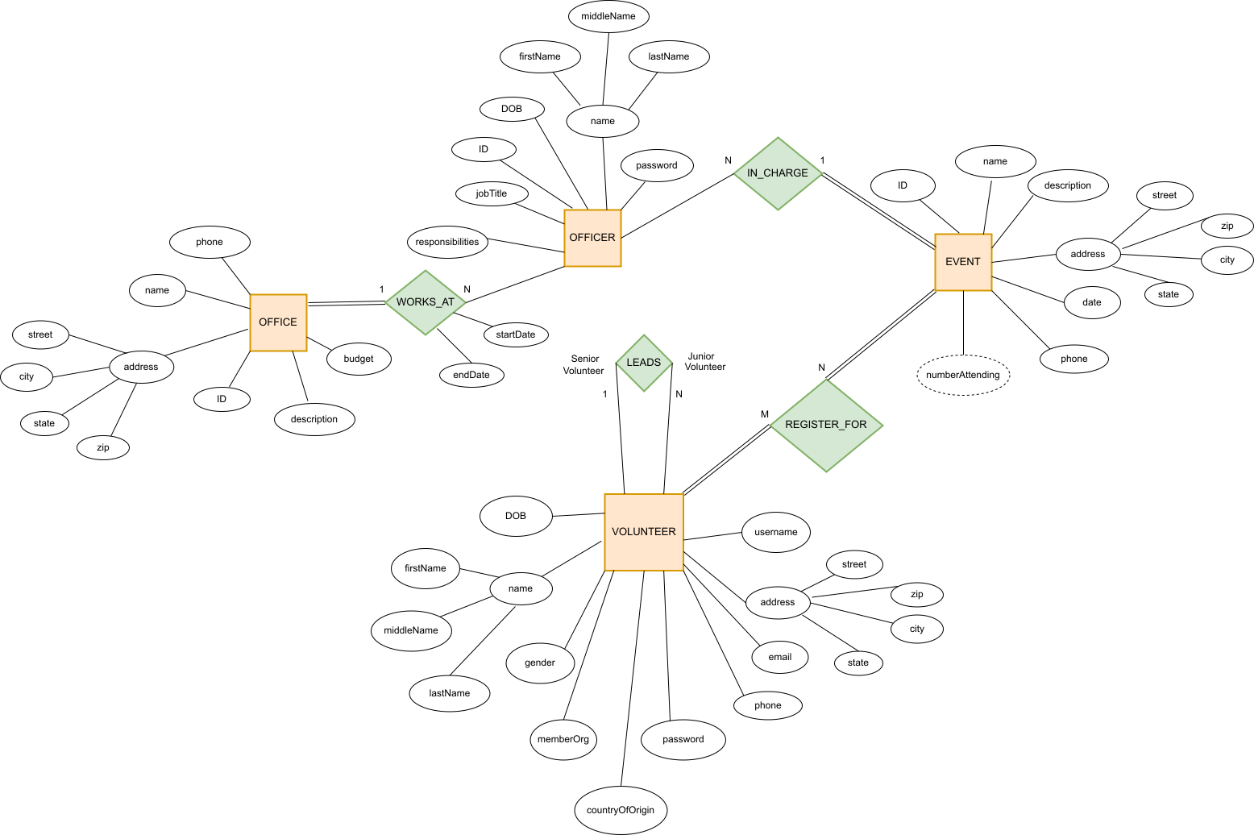 middleName
firstName
lastName
DOB
name
ID
password
jobTitle
responsibilities
OFFICER
N
IN_CHARGE
1
name
ID
description
street
zip
address
city
state
EVENT
date
phone
numberAttending
phone
name
OFFICE
1
WORKS_AT
N
startDate
endDate
street
city
address
state
zip
ID
description
budget
Senior
Volunteer
LEADS
Junior
Volunteer
1
N
N
M
REGISTER_FOR
DOB
VOLUNTEER
username
firstName
name
middleName
lastName
gender
memberOrg
countryOfOrigin
password
phone
email
address
street
zip
city
state